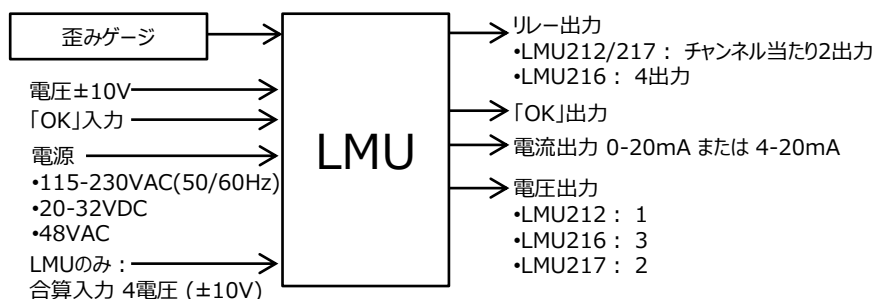 歪みゲージ
電圧±10V
「OK」入力
電源
•115-230VAC(50/60Hz)
•20-32VDC
•48VAC
LMUのみ：
合算入力 4電圧 (±10V)
LMU
リレー出力
•LMU212/217： チャンネル当たり2出力
•LMU216： 4出力
「OK」出力
電流出力 0-20mA または 4-20mA
電圧出力
•LMU212： 1
•LMU216： 3
•LMU217： 2